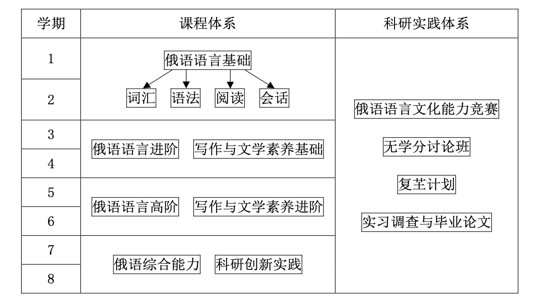 学期 课程体系 科研实践体系
1
俄语语言基础
2
词汇 语法 阅读 会话
俄语语言文化能力竞赛
3
俄语语言进阶 写作与文学素养基础
无学分讨论班
4
复芏计划
5
俄语语言高阶 写作与文学素养进阶
6
实习调查与毕业论文
7
俄语综合能力 科研创新实践
8